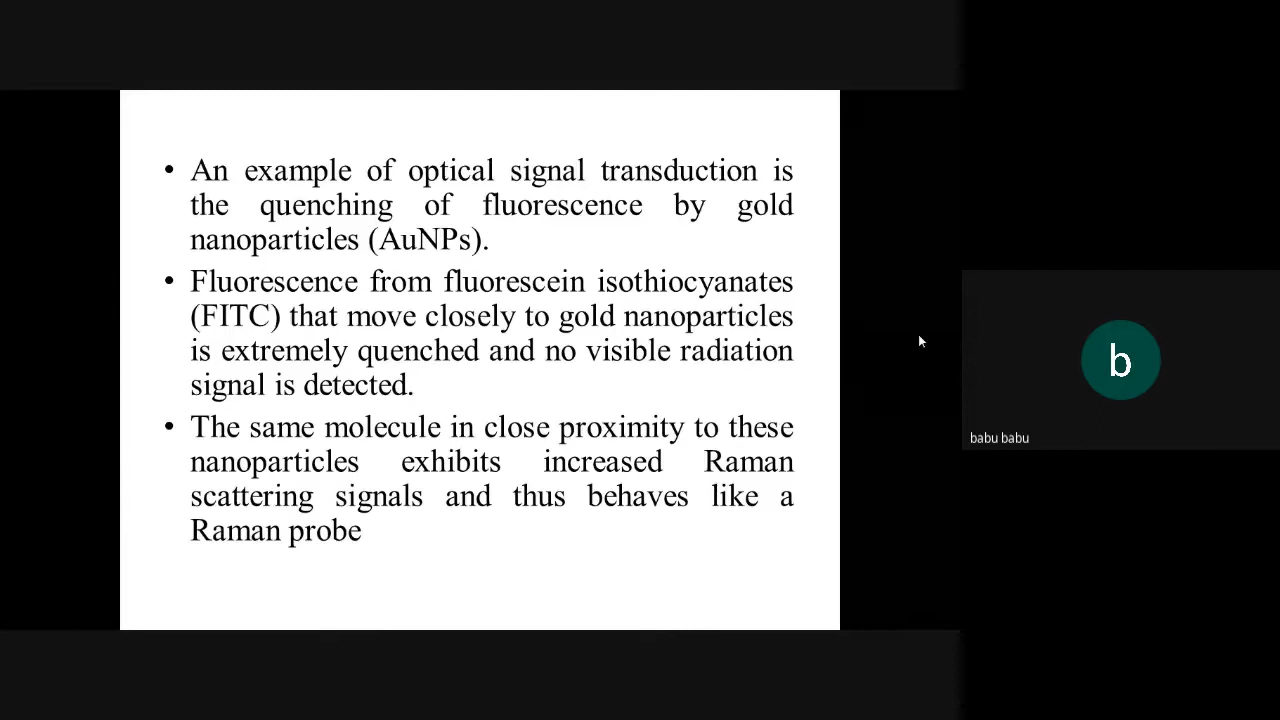 • An example of optical signal transduction is
the quenching of fluorescence by gold
nanoparticles (AuNPs).
• Fluorescence from fluorescein isothiocyanates
(FITC) that move closely to gold nanoparticles
is extremely quenched and no visible radiation
signal is detected.
• The same molecule in close proximity to these
nanoparticles exhibits increased Raman
scattering signals and thus behaves like a
Raman probe
b
babu babu